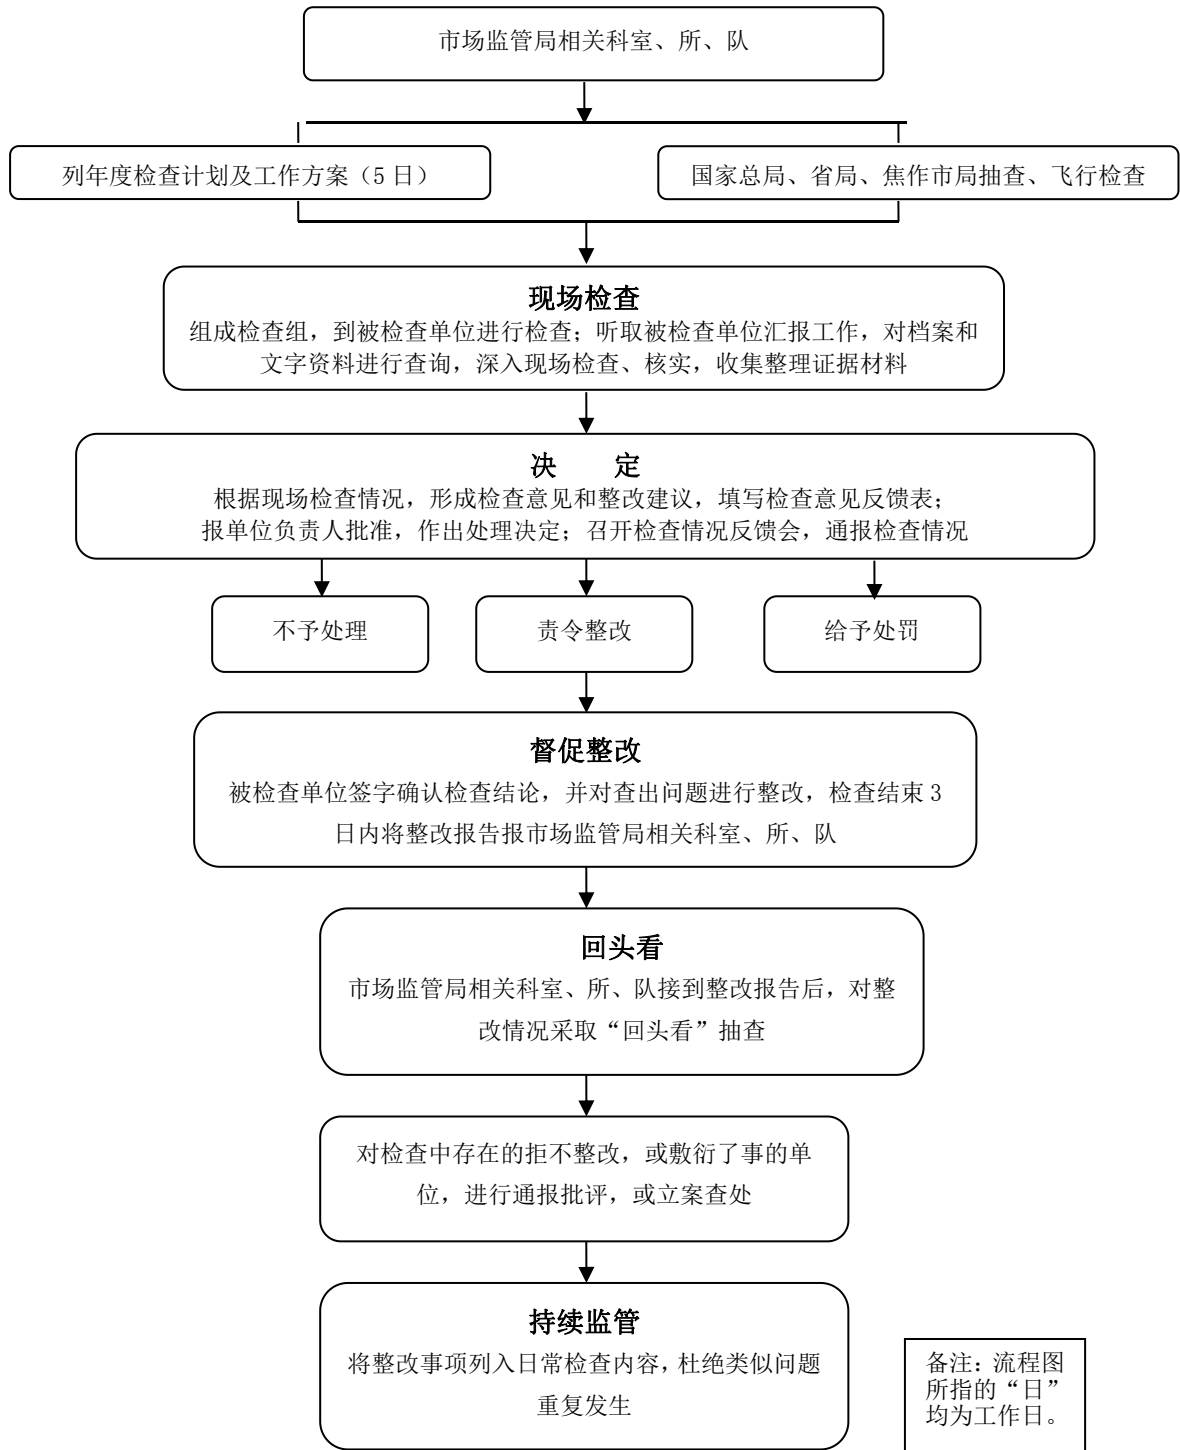 市场监管局相关科室、所、队
列年度检查计划及工作方案（5 日）
国家总局、省局、焦作市局抽查、飞行检查
现场检查
组成检查组，到被检查单位进行检查；听取被检查单位汇报工作，对档案和
文字资料进行查询，深入现场检查、核实，收集整理证据材料
决　　定
根据现场检查情况，形成检查意见和整改建议，填写检查意见反馈表；
报单位负责人批准，作出处理决定；召开检查情况反馈会，通报检查情况
不予处理
责令整改
给予处罚
督促整改
被检查单位签字确认检查结论，并对查出问题进行整改，检查结束 3
日内将整改报告报市场监管局相关科室、所、队
回头看
市场监管局相关科室、所、队接到整改报告后，对整
改情况采取“回头看”抽查
对检查中存在的拒不整改，或敷衍了事的单
位，进行通报批评，或立案查处
持续监管
将整改事项列入日常检查内容，杜绝类似问题
重复发生
备注：流程图
所指的“日”
均为工作日。